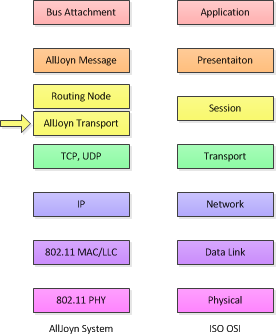 Bus Attachment
Application
AllJoyn Message
Presentaiton
Routing Node
AllJoyn Transport
Session
TCP, UDP
Transport
IP
Network
802.11 MAC/LLC
Data Link
802.11 PHY
Physical
AllJoyn System
ISO OSI